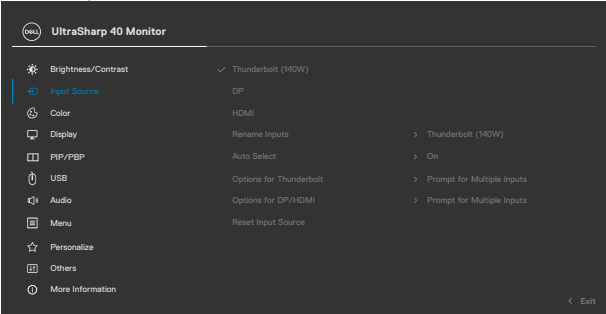 DELL UltraSharp 40 Monitor
Brightness/Contrast Thunderbolt (140W)
Input Source DP
Color HDMI
Display Rename Inputs > Thunderbolt (140W)
PIP/PBP Auto Select > On
USB Options for Thunderbolt > Prompt for Multiple Inputs
Audio Options for DP/HDMI > Prompt for Multiple Inputs
Menu Reset Input Source
Personalize
Others
More Information
< Exit